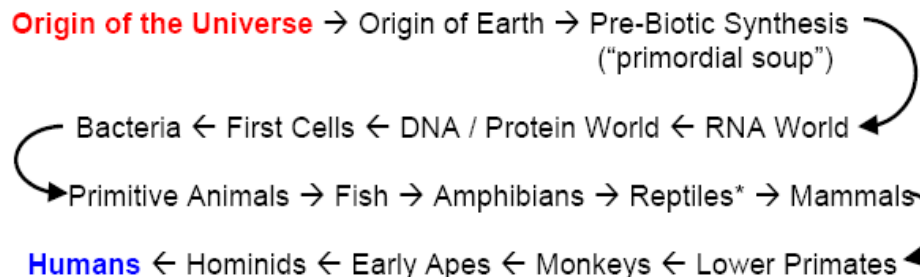 Origin of the Universe → Origin of Earth → Pre-Biotic Synthesis
("primordial soup")
Bacteria ← First Cells ← DNA / Protein World ← RNA World
Primitive Animals → Fish → Amphibians → Reptiles* → Mammals
Humans ← Hominids ← Early Apes ← Monkeys ← Lower Primates